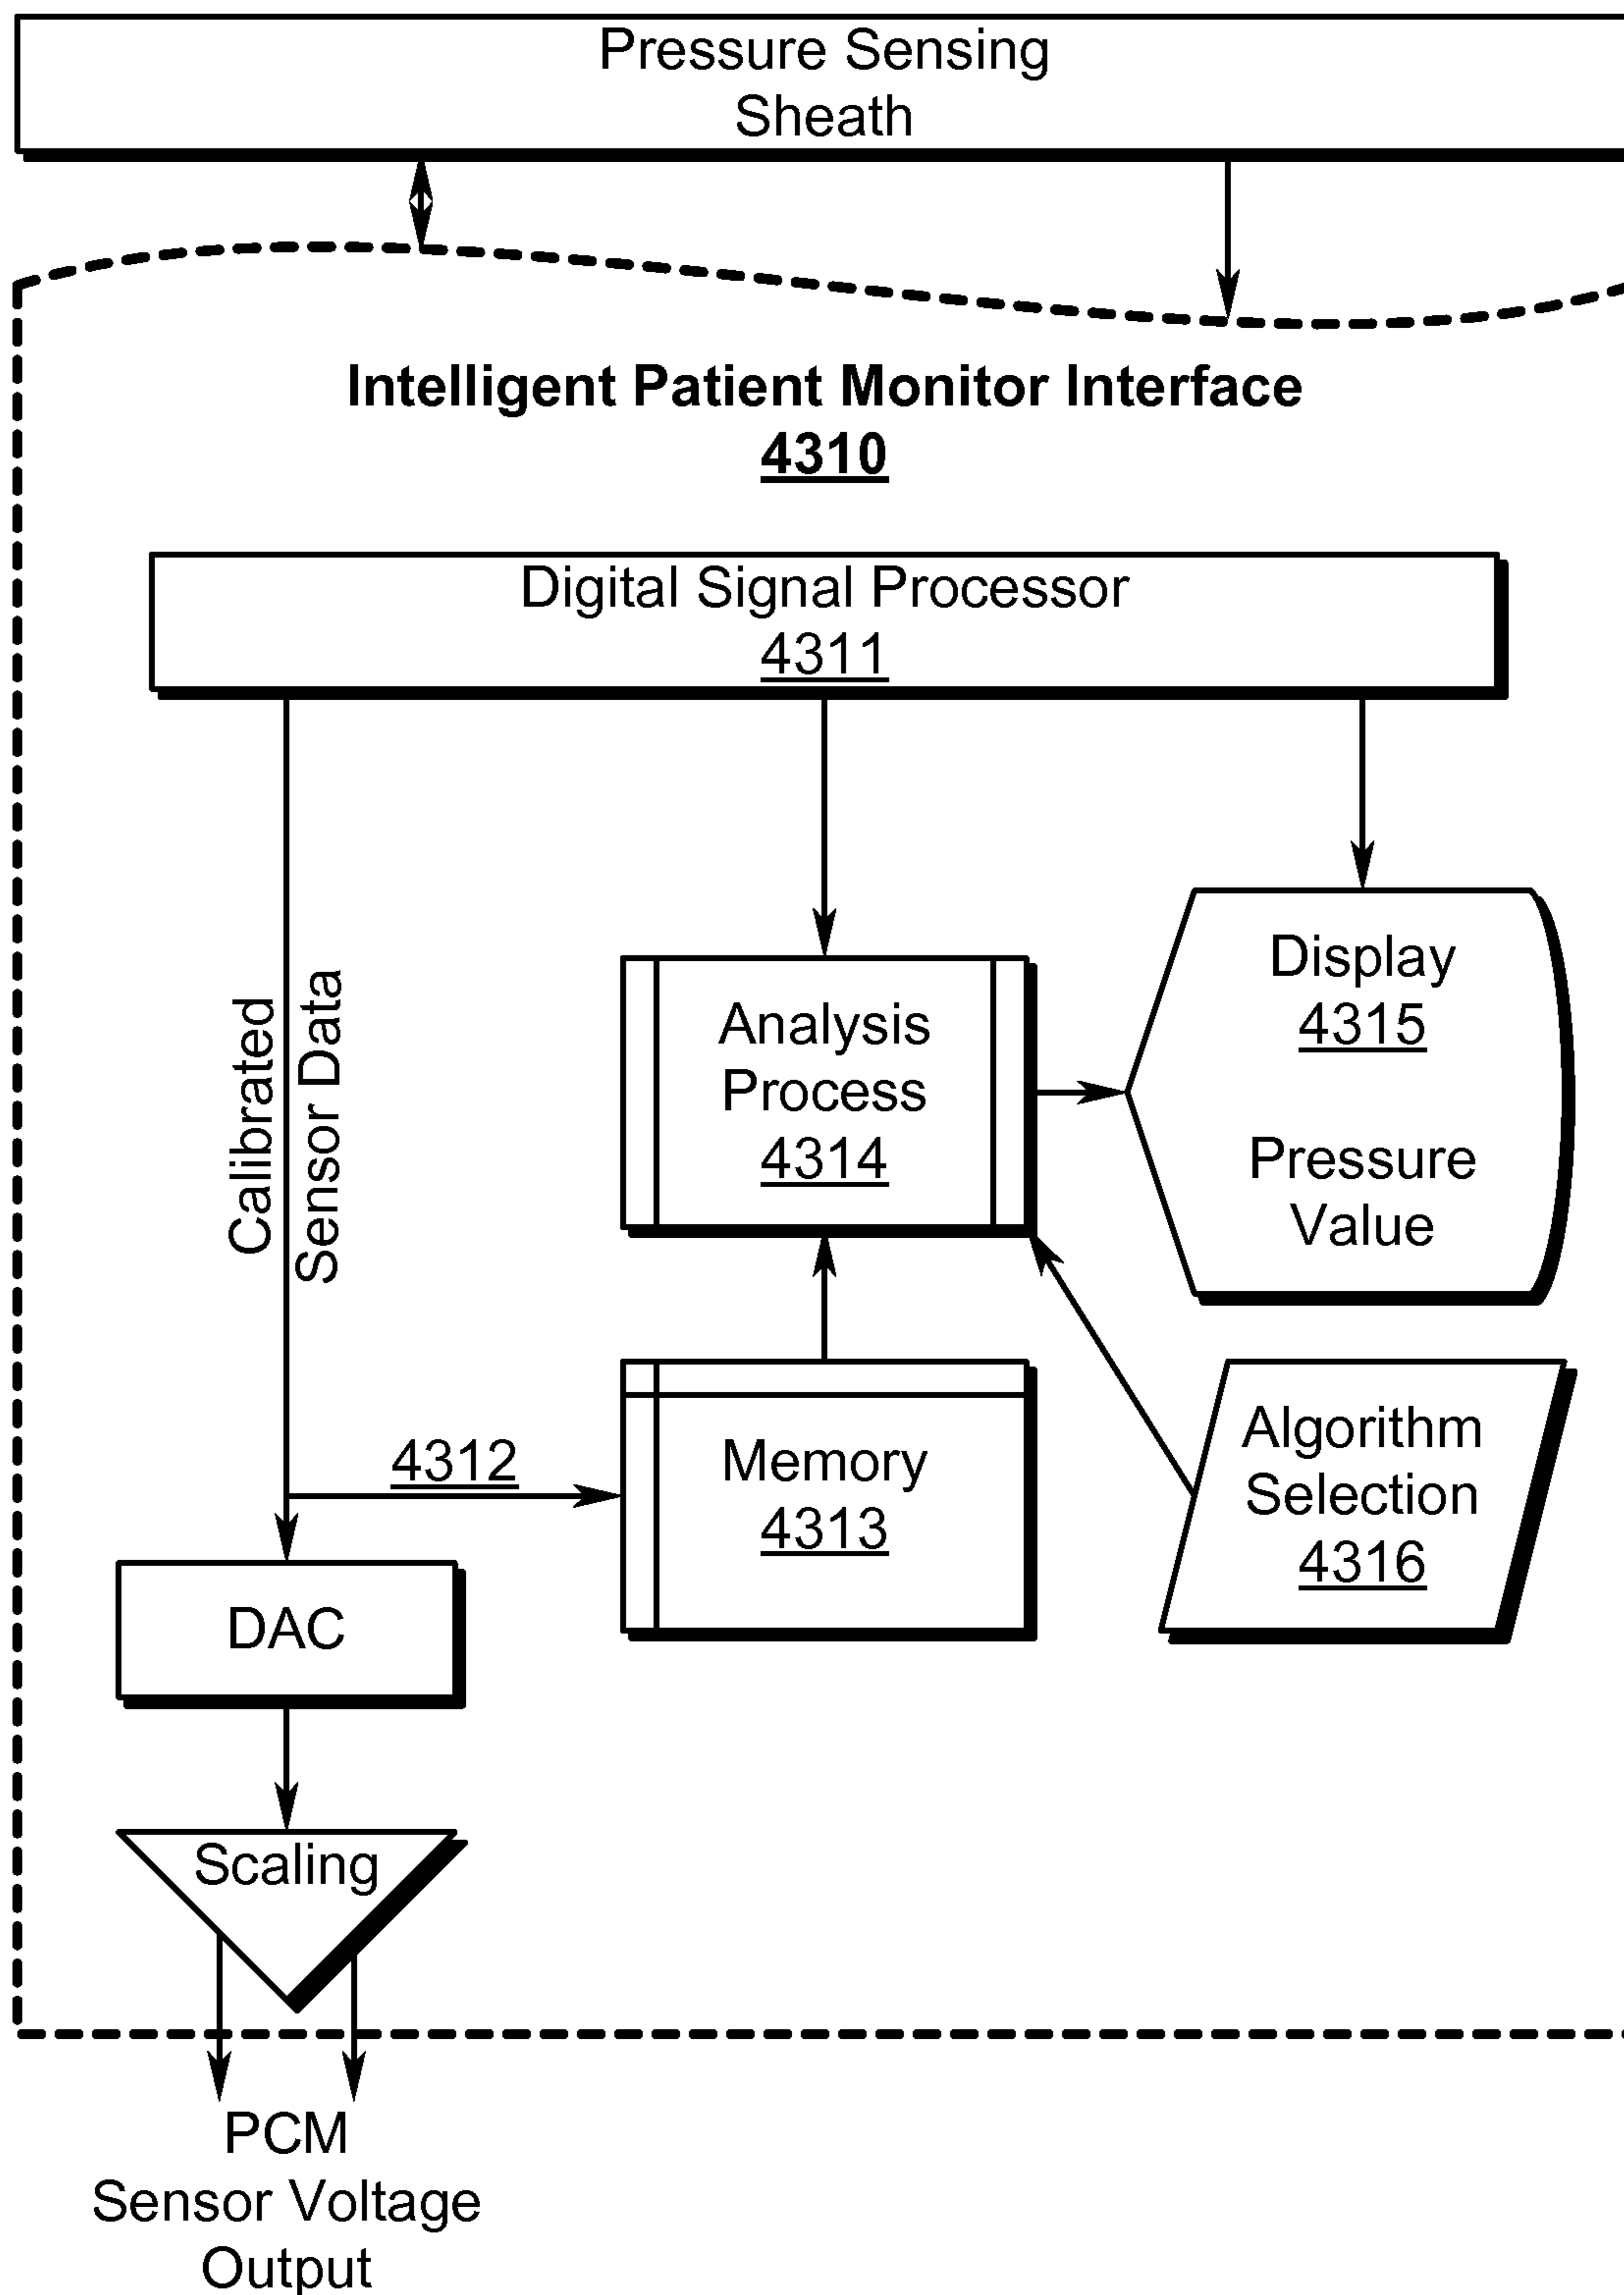 Pressure Sensing
Sheath
Intelligent Patient Monitor Interface
4310
Digital Signal Processor
4311
Calibrated
Sensor Data
Analysis
Process
4314
Display
4315
Pressure
Value
4312
Memory
4313
Algorithm
Selection
4316
DAC
Scaling
PCM
Sensor Voltage
Output